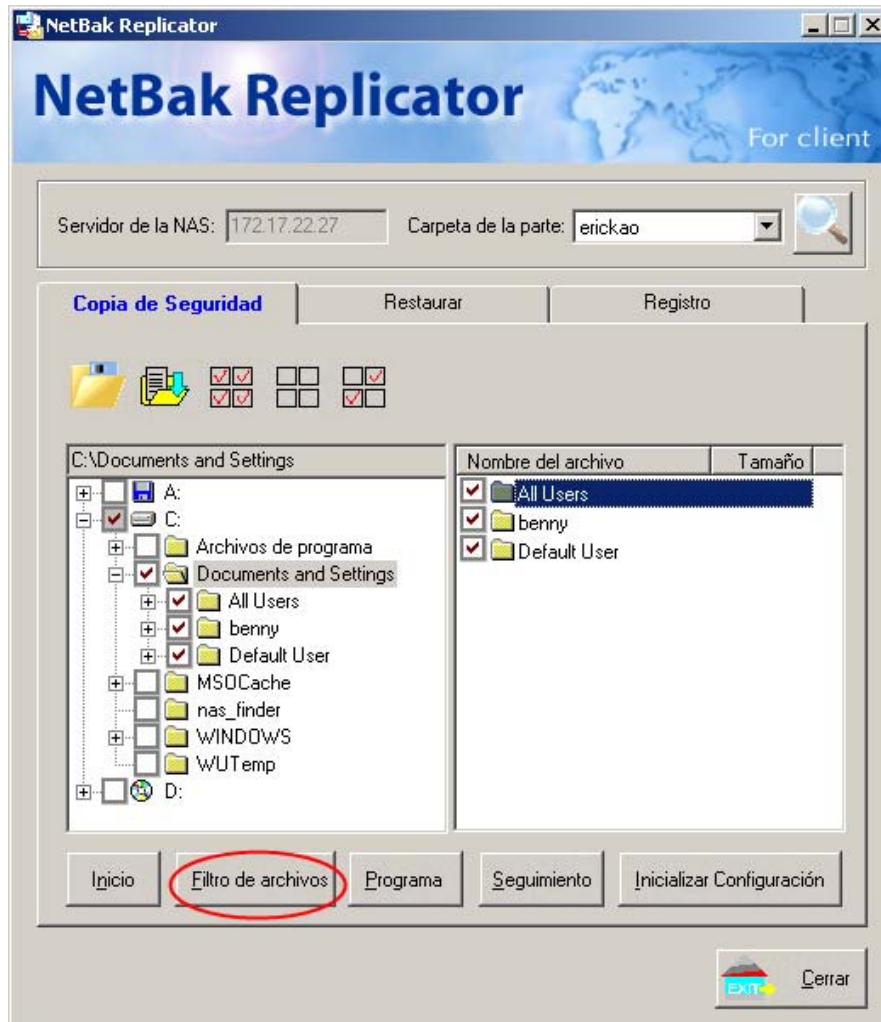 NetBak Replicator
NetBak Replicator
For client
Servidor de la NAS: 172.17.22.27 Carpeta de la parte: erickao
Copia de Seguridad Restaurar Registro
C:\Documents and Settings
A:
C:
Archivos de programa
Documents and Settings
All Users
benny
Default User
MSOCache
nas_finder
WINDOWS
WUTemp
D:
Nombre del archivo Tamaño
All Users
benny
Default User
Inicio Filtro de archivos Programa Seguimiento Inicializar Configuración
EXIT Cerrar